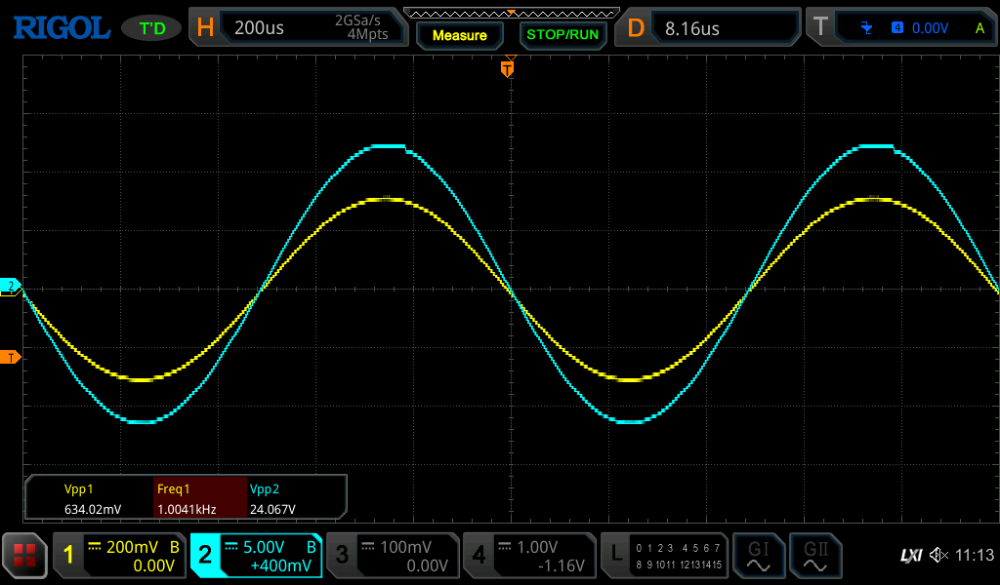 RIGOL T'D H 200us 2GSa/s 4Mpts Measure STOP/RUN D 8.16us T 4 0.00V A
T
2
T
Vpp1 Freq1 Vpp2
634.02mV 1.0041kHz 24.067V
1 200mV B 2 5.00V B 3 100mV 4 1.00V L 0 1 2 3 4 5 6 7 GI GII
0.00V +400mV 0.00V -1.16V 8 9 10 11 12 13 14 15 LXI 11:13